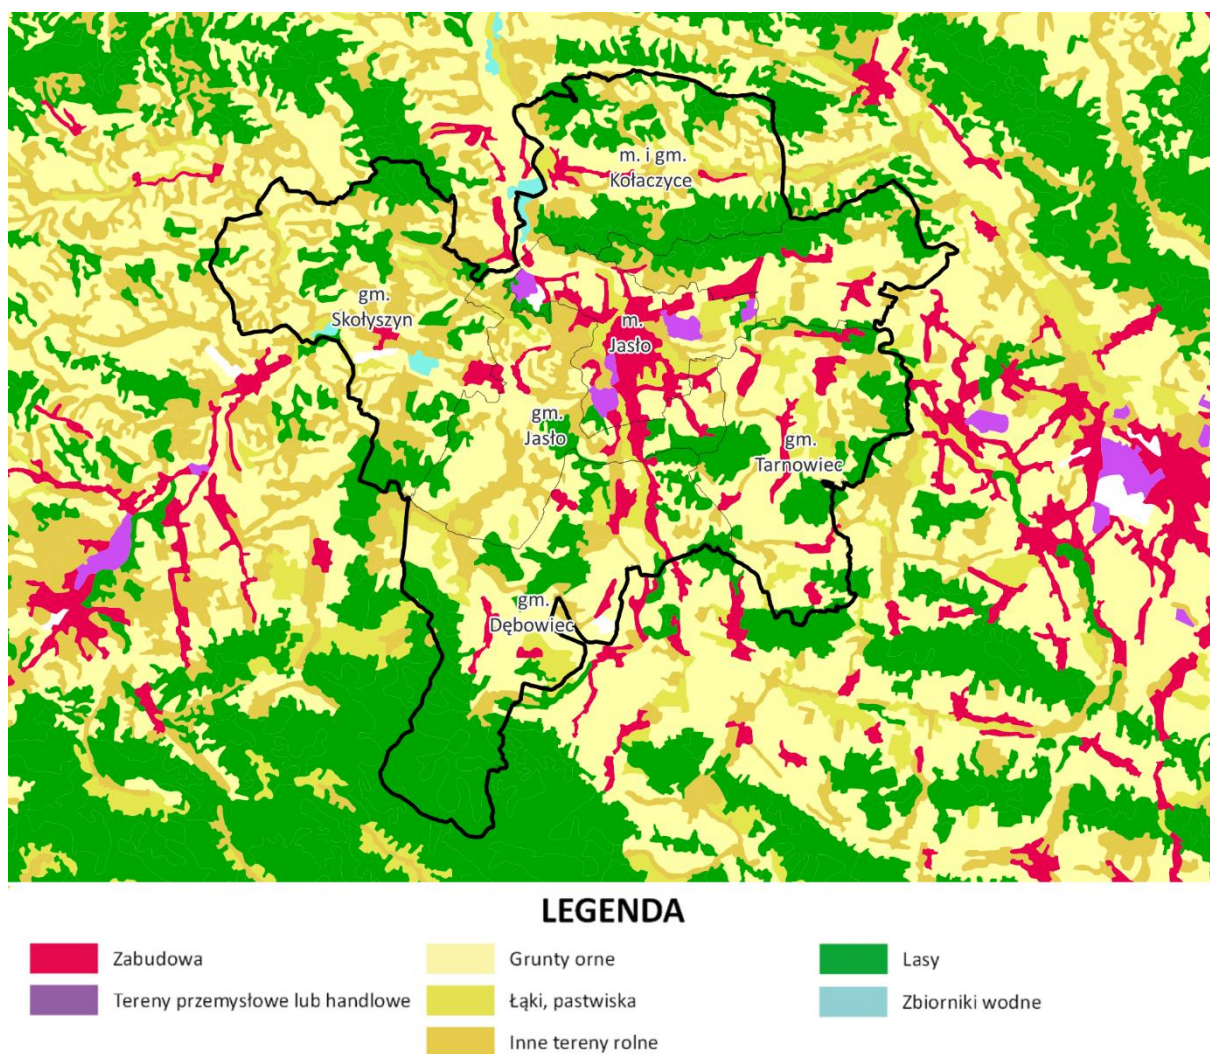 m. i gm.
Kołaczyce
gm.
Skołyszyn
m.
Jasło
gm.
Jasło
gm.
Tarnowiec
gm.
Dębowiec
LEGENDA
Zabudowa
Grunty orne
Lasy
Tereny przemysłowe lub handlowe
Łąki, pastwiska
Zbiorniki wodne
Inne tereny rolne